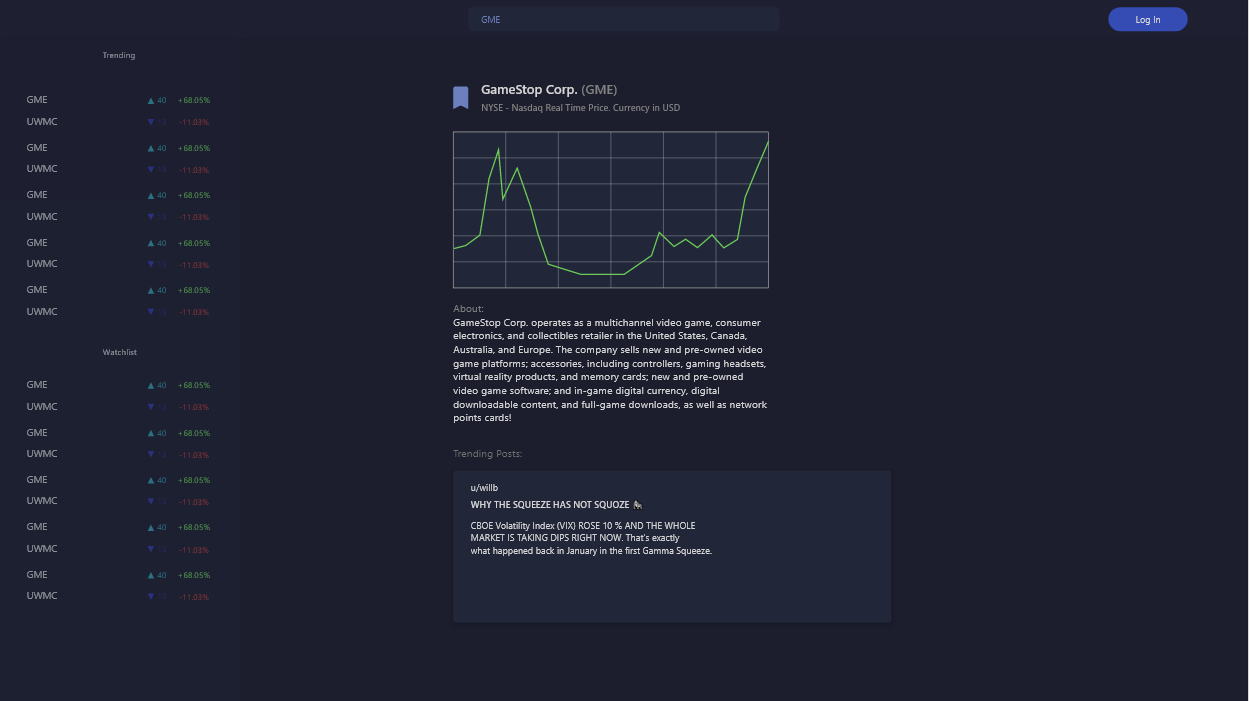 GME
Log In
Trending
GME ▲ 40 +68.05%
UWMC ▼ 13 -11.03%
GME ▲ 40 +68.05%
UWMC ▼ 13 -11.03%
GME ▲ 40 +68.05%
UWMC ▼ 13 -11.03%
GME ▲ 40 +68.05%
UWMC ▼ 13 -11.03%
GME ▲ 40 +68.05%
UWMC ▼ 13 -11.03%
Watchlist
GME ▲ 40 +68.05%
UWMC ▼ 13 -11.03%
GME ▲ 40 +68.05%
UWMC ▼ 13 -11.03%
GME ▲ 40 +68.05%
UWMC ▼ 13 -11.03%
GME ▲ 40 +68.05%
UWMC ▼ 13 -11.03%
GME ▲ 40 +68.05%
UWMC ▼ 13 -11.03%
GameStop Corp. (GME)
NYSE - Nasdaq Real Time Price. Currency in USD
About:
GameStop Corp. operates as a multichannel video game, consumer
electronics, and collectibles retailer in the United States, Canada,
Australia, and Europe. The company sells new and pre-owned video
game platforms; accessories, including controllers, gaming headsets,
virtual reality products, and memory cards; new and pre-owned
video game software; and in-game digital currency, digital
downloadable content, and full-game downloads, as well as network
points cards!
Trending Posts:
u/willb
WHY THE SQUEEZE HAS NOT SQUOZE 🦍
CBOE Volatility Index (VIX) ROSE 10 % AND THE WHOLE
MARKET IS TAKING DIPS RIGHT NOW. That's exactly
what happened back in January in the first Gamma Squeeze.